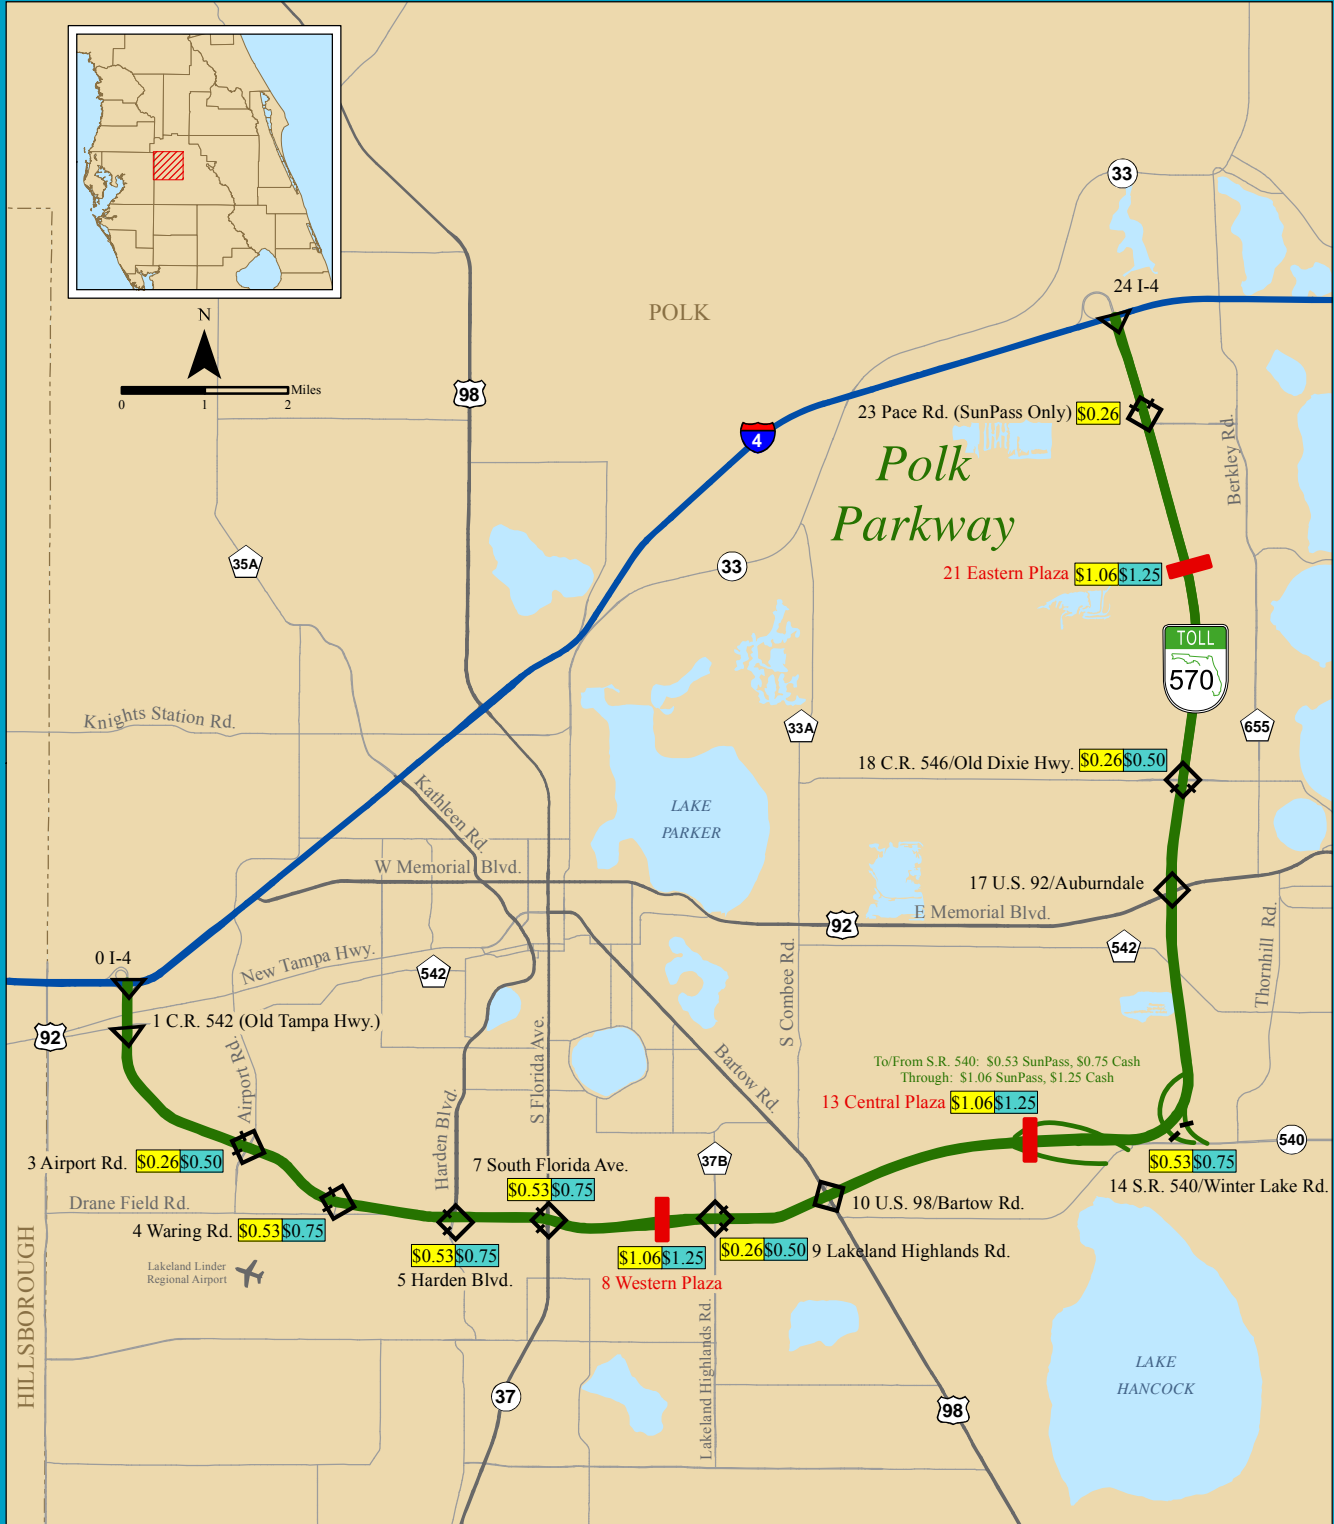 33
24 I-4
N
POLK
Miles
0 1 2
98
23 Pace Rd. (SunPass Only) $0.26
4
Polk
Parkway
Berkley Rd.
35A
33
21 Eastern Plaza $1.06 $1.25
TOLL
570
Knights Station Rd.
33A
655
18 C.R. 546/Old Dixie Hwy. $0.26 $0.50
Kathleen Rd.
LAKE
PARKER
W Memorial Blvd.
17 U.S. 92/Auburndale
E Memorial Blvd.
92
Thornhill Rd.
542
0 I-4
New Tampa Hwy.
542
S Combee Rd.
92
1 C.R. 542 (Old Tampa Hwy.)
Airport Rd.
S Florida Ave.
Bartow Rd.
To/From S.R. 540: $0.53 SunPass, $0.75 Cash
Through: $1.06 SunPass, $1.25 Cash
13 Central Plaza $1.06 $1.25
Harden Blvd.
540
3 Airport Rd. $0.26 $0.50
7 South Florida Ave.
$0.53 $0.75
37B
$0.53 $0.75
14 S.R. 540/Winter Lake Rd.
Drane Field Rd.
10 U.S. 98/Bartow Rd.
4 Waring Rd. $0.53 $0.75
$0.53 $0.75
5 Harden Blvd.
$1.06 $1.25
8 Western Plaza
$0.26 $0.50 9 Lakeland Highlands Rd.
Lakeland Linder
Regional Airport
HILLSBOROUGH
Lakeland Highlands Rd.
LAKE
HANCOCK
37
98